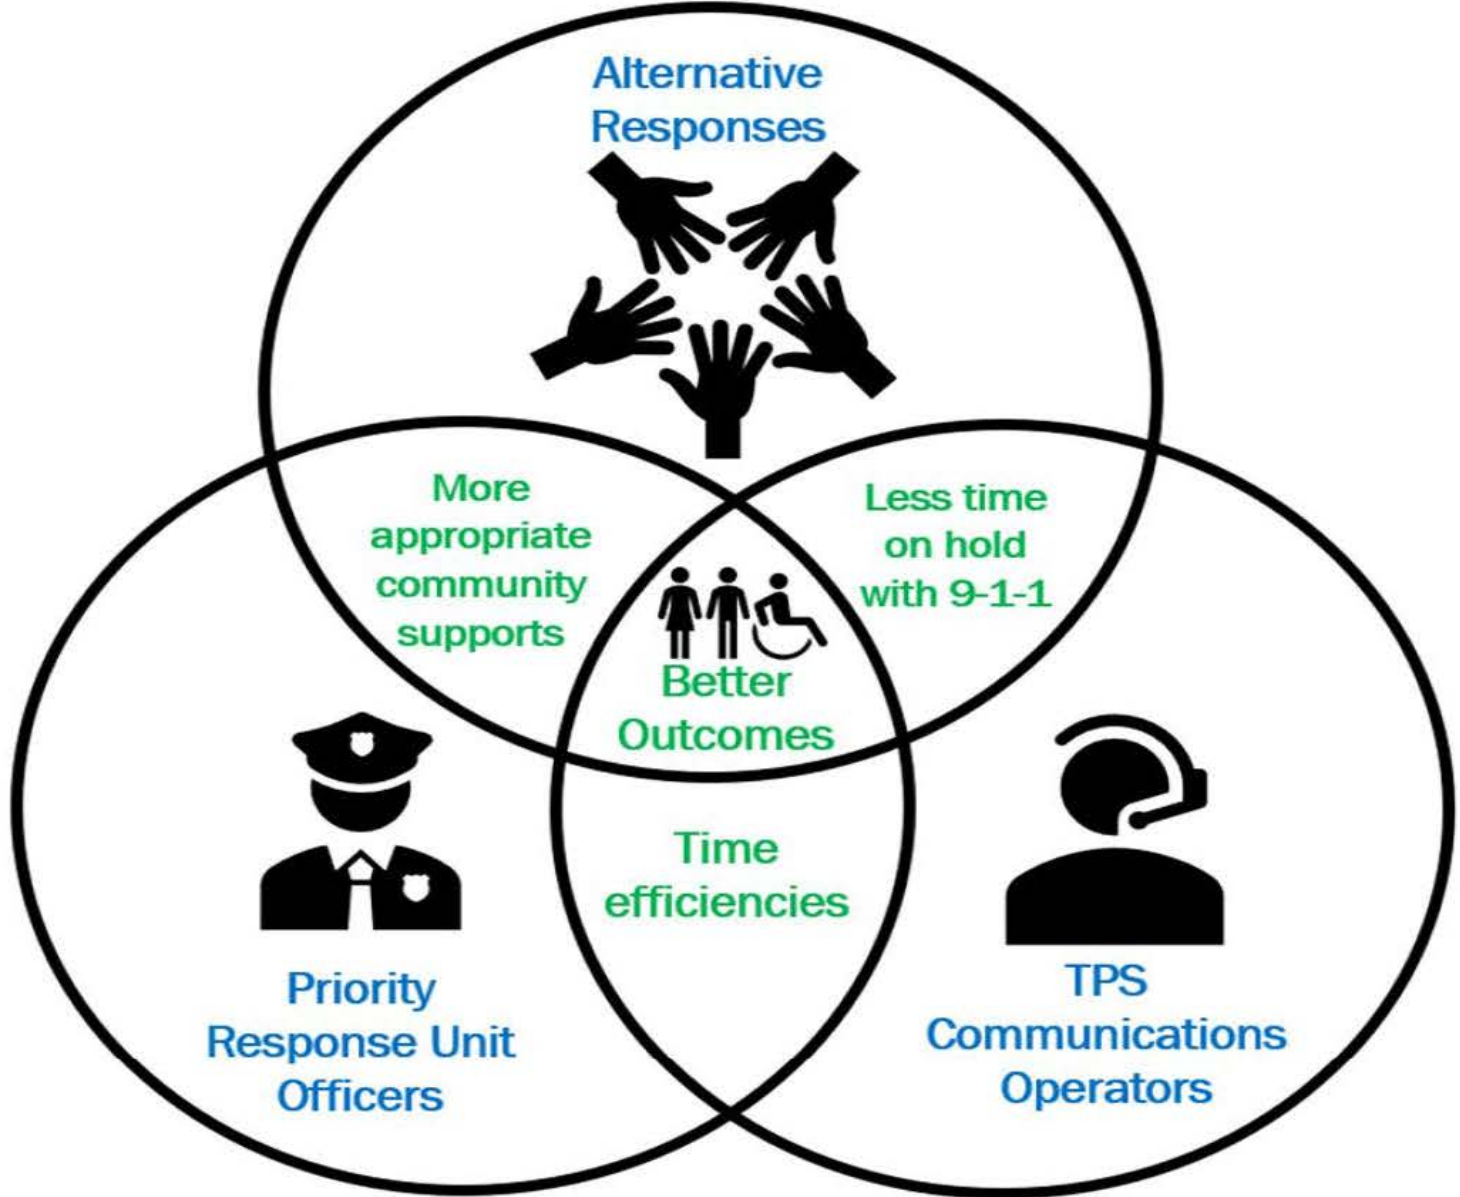 Alternative
Responses
More
appropriate
community
supports
Less time
on hold
with 9-1-1
Better
Outcomes
Time
efficiencies
Priority
Response Unit
Officers
TPS
Communications
Operators